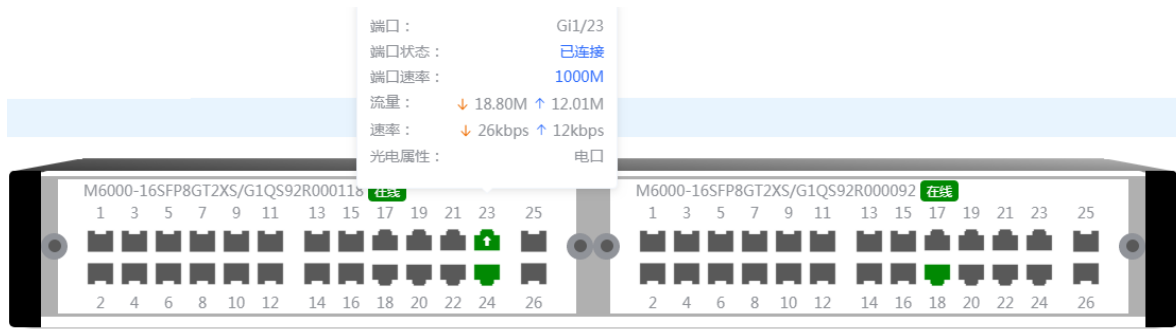 端口： Gi1/23
端口状态： 已连接
端口速率： 1000M
流量： ↓ 18.80M ↑ 12.01M
速率： ↓ 26kbps ↑ 12kbps
光电属性： 电口
M6000-16SFP8GT2XS/G1QS92R000118 在线
1 3 5 7 9 11 13 15 17 19 21 23 25
2 4 6 8 10 12 14 16 18 20 22 24 26
M6000-16SFP8GT2XS/G1QS92R000092 在线
1 3 5 7 9 11 13 15 17 19 21 23 25
2 4 6 8 10 12 14 16 18 20 22 24 26